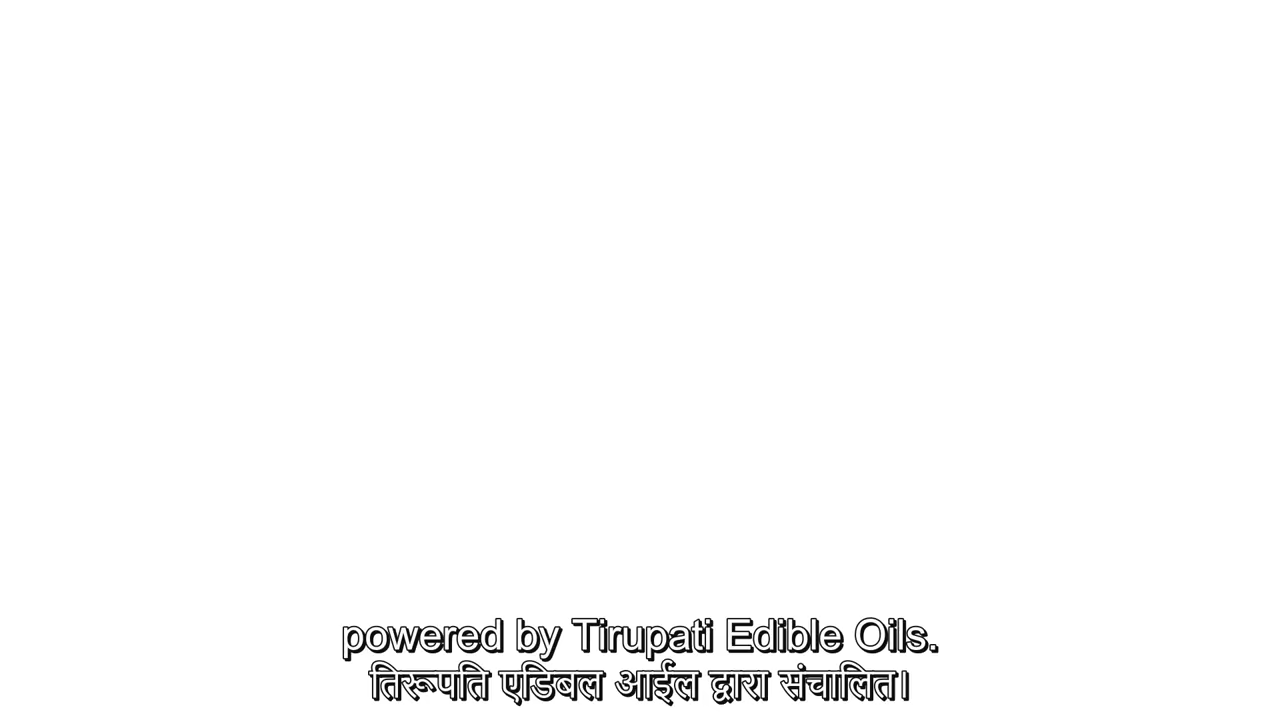 powered by Tirupati Edible Oils.
तिरूपति एडिबल आईल द्वारा संचालित।